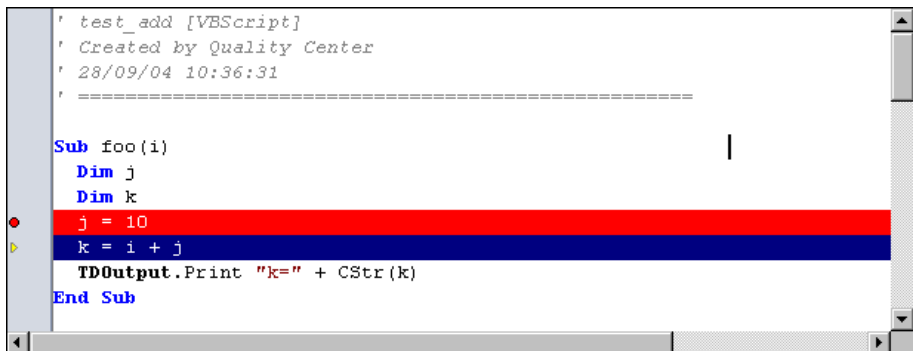 ' test_add [VBScript]
' Created by Quality Center
' 28/09/04 10:36:31
' ====================================================
Sub foo(i)
Dim j
Dim k
j = 10
k = i + j
TDOutput.Print "k=" + CStr(k)
End Sub